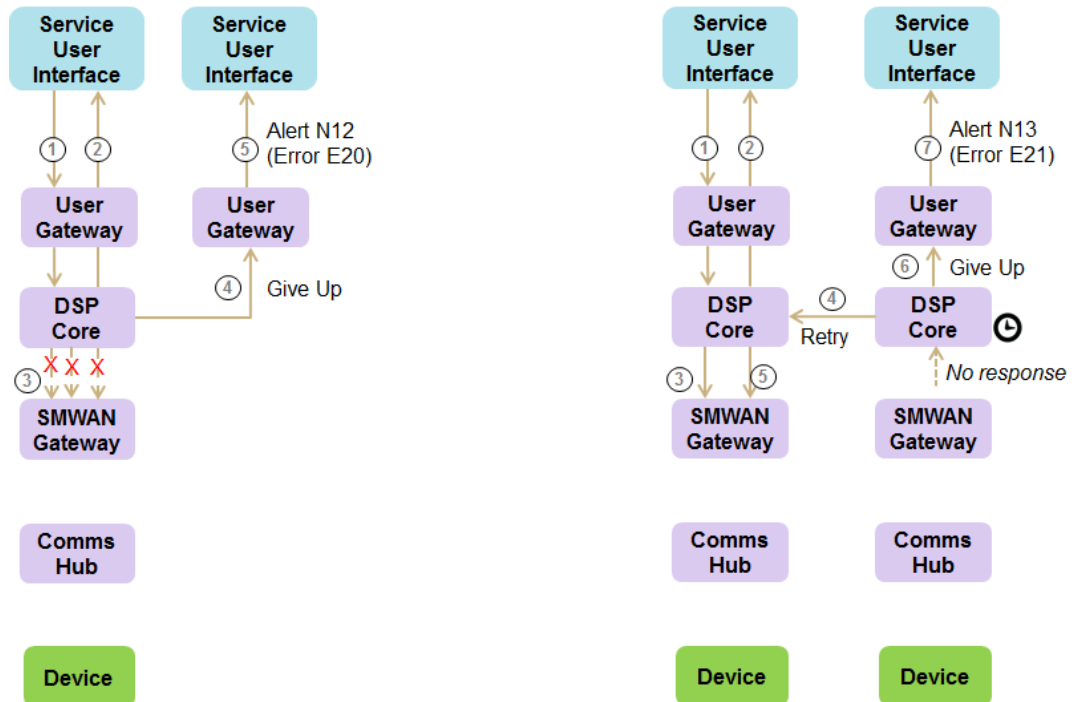 Service
User
Interface
Service
User
Interface
1
2
5
Alert N12
(Error E20)
User
Gateway
User
Gateway
4
Give Up
DSP
Core
X X X
3
SMWAN
Gateway
Comms
Hub
Device
Service
User
Interface
Service
User
Interface
1
2
7
Alert N13
(Error E21)
User
Gateway
User
Gateway
6
Give Up
DSP
Core
4
Retry
DSP
Core
3
5
No response
SMWAN
Gateway
SMWAN
Gateway
Comms
Hub
Comms
Hub
Device
Device